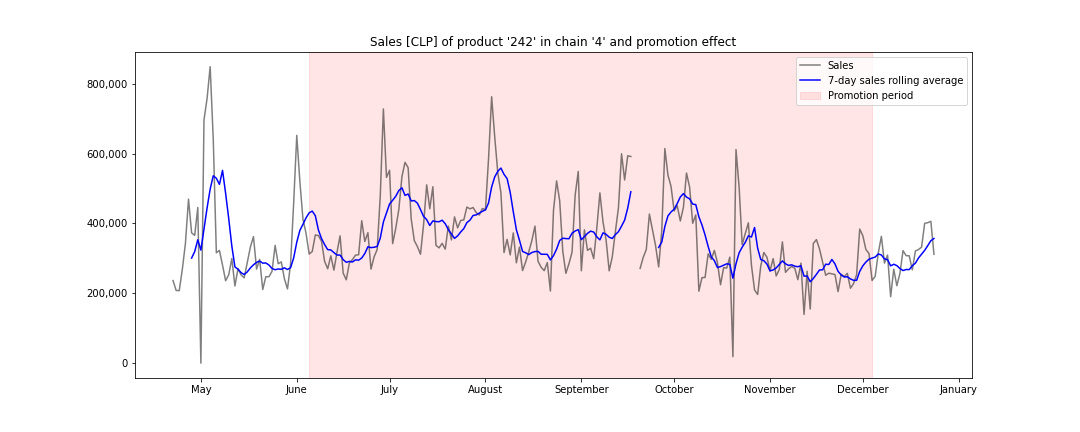 Sales [CLP] of product '242' in chain '4' and promotion effect
Sales
7-day sales rolling average
Promotion period
800,000
600,000
400,000
200,000
0
May June July August September October November December January